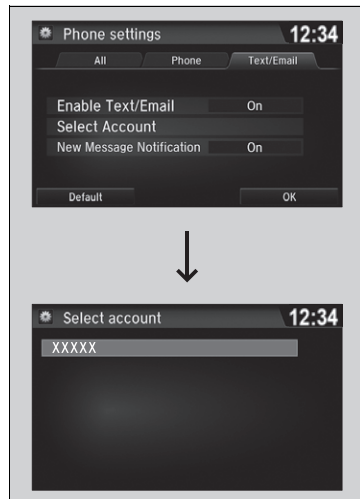 Phone settings 12:34
All Phone Text/Email
Enable Text/Email On
Select Account
New Message Notification On
Default OK
Select account 12:34
XXXXX